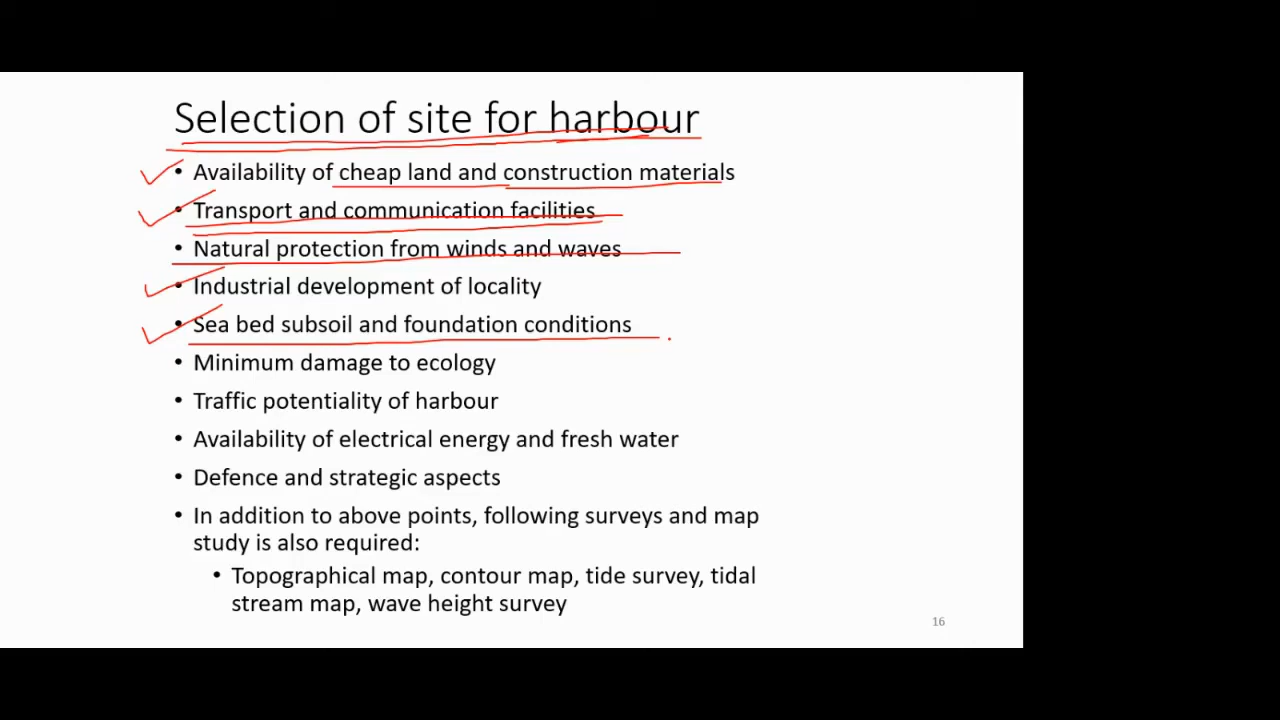 Selection of site for harbour
• Availability of cheap land and construction materials
• Transport and communication facilities
• Natural protection from winds and waves
• Industrial development of locality
• Sea bed subsoil and foundation conditions
• Minimum damage to ecology
• Traffic potentiality of harbour
• Availability of electrical energy and fresh water
• Defence and strategic aspects
• In addition to above points, following surveys and map
study is also required:
• Topographical map, contour map, tide survey, tidal
stream map, wave height survey
16